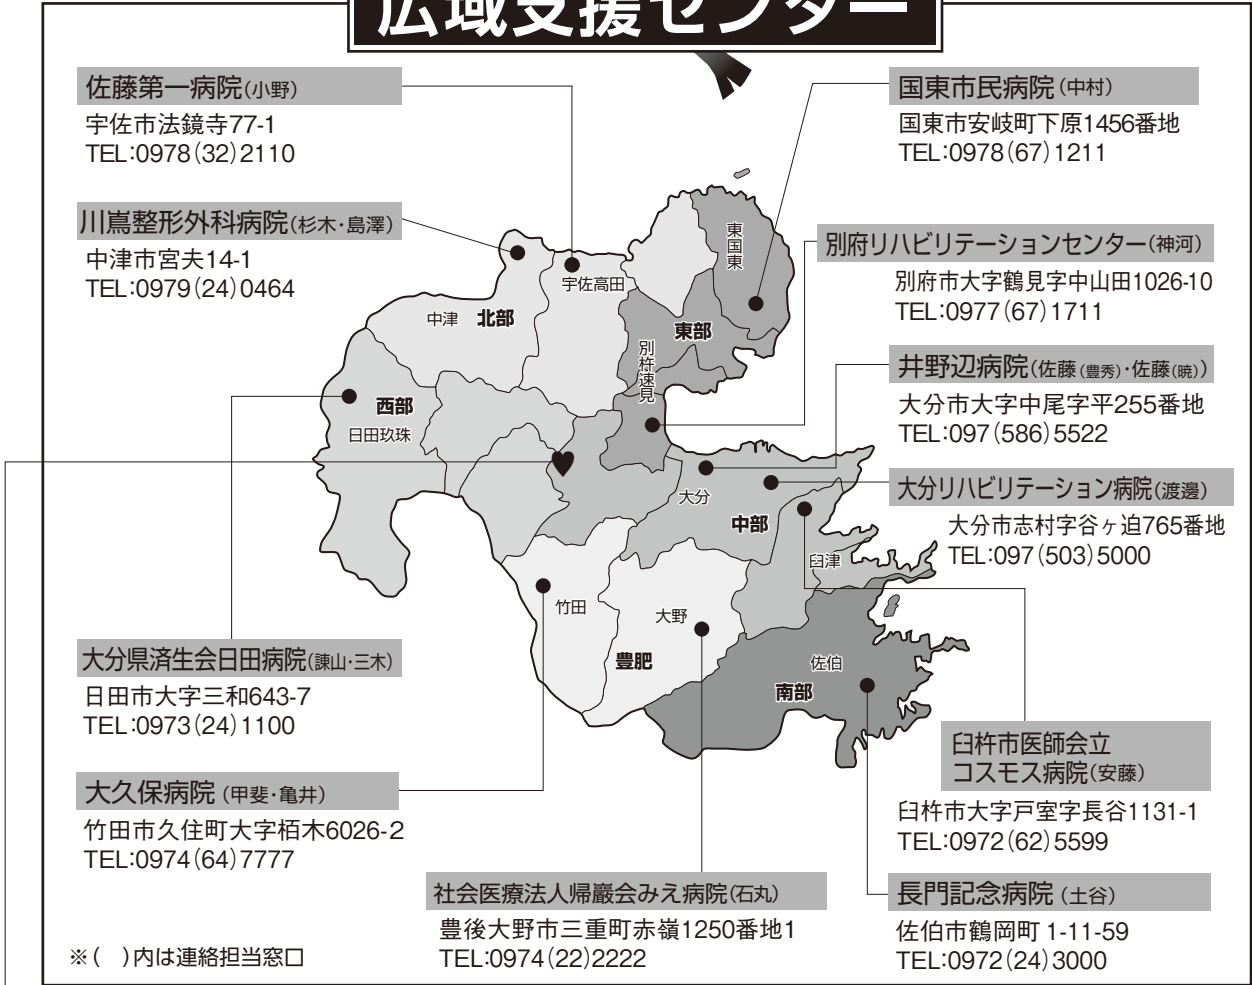 広域支援センター
佐藤第一病院(小野)
宇佐市法鏡寺77-1
TEL:0978(32)2110
川嶌整形外科病院(杉木・島澤)
中津市宮夫14-1
TEL:0979(24)0464
国東市民病院(中村)
国東市安岐町下原1456番地
TEL:0978(67)1211
別府リハビリテーションセンター(神河)
別府市大字鶴見字中山田1026-10
TEL:0977(67)1711
井野辺病院(佐藤(豊秀)・佐藤(暁))
大分市大字中尾字平255番地
TEL:097(586)5522
大分リハビリテーション病院(渡邊)
大分市志村字谷ヶ迫765番地
TEL:097(503)5000
東国東
宇佐高田
中津 北部
東部
別杵速見
西部
日田玖珠
大分
中部
臼津
竹田
大野
豊肥
佐伯
南部
大分県済生会日田病院(諫山・三木)
日田市大字三和643-7
TEL:0973(24)1100
大久保病院(甲斐・亀井)
竹田市久住町大字栢木6026-2
TEL:0974(64)7777
社会医療法人帰巖会みえ病院(石丸)
豊後大野市三重町赤嶺1250番地1
TEL:0974(22)2222
臼杵市医師会立
コスモス病院(安藤)
臼杵市大字戸室字長谷1131-1
TEL:0972(62)5599
長門記念病院(土谷)
佐伯市鶴岡町 1-11-59
TEL:0972(24)3000
※( )内は連絡担当窓口